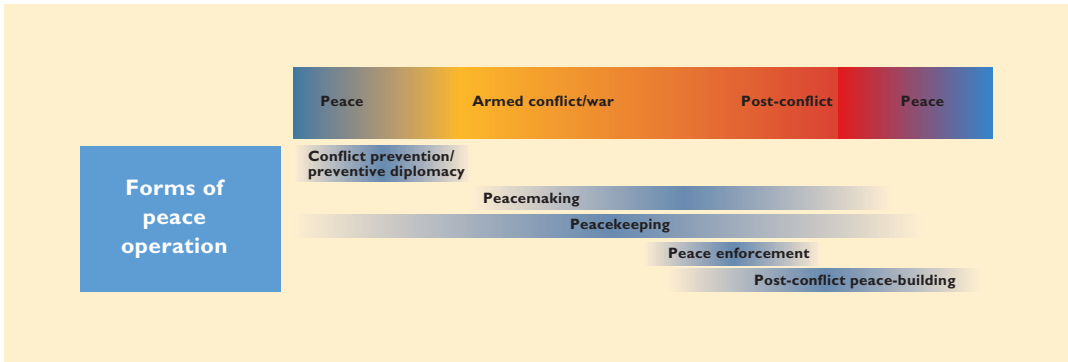 Peace
Armed conflict/war
Post-conflict
Peace
Forms of
peace
operation
Conflict prevention/
preventive diplomacy
Peacemaking
Peacekeeping
Peace enforcement
Post-conflict peace-building